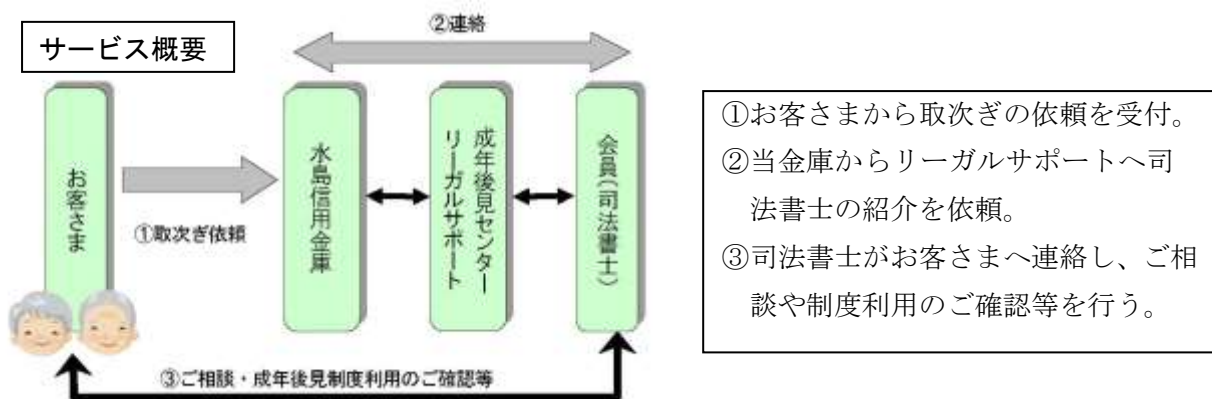 サービス概要
②連絡
お客さま
①取次ぎ依頼
水島信用金庫
成年後見センター
リーガルサポート
会員(司法書士)
③ご相談・成年後見制度利用のご確認等
①お客さまから取次ぎの依頼を受付。
②当金庫からリーガルサポートへ司
法書士の紹介を依頼。
③司法書士がお客さまへ連絡し、ご相
談や制度利用のご確認等を行う。